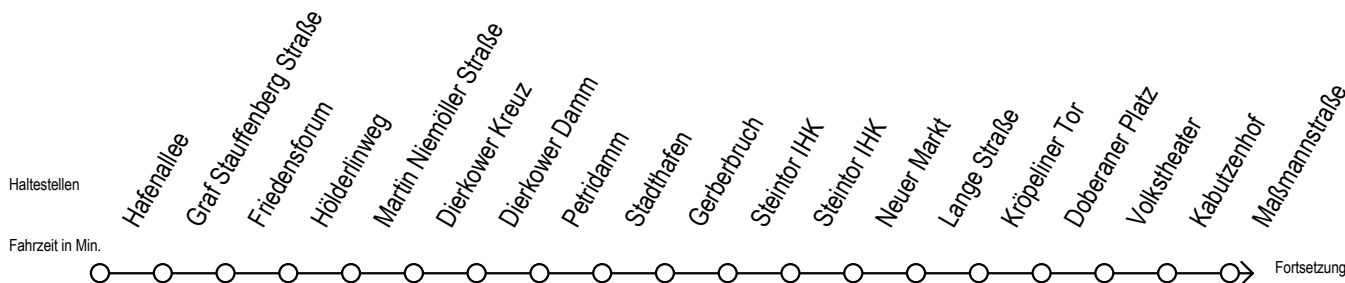 Haltestellen
Hafenallee
Graf Stauffenberg Straße
Friedensforum
Hölderlinweg
Martin Niemöller Straße
Dierkower Kreuz
Dierkower Damm
Petridamm
Stadthafen
Gerberbruch
Steintor IHK
Steintor IHK
Neuer Markt
Lange Straße
Kröpeliner Tor
Doberaner Platz
Volkstheater
Kabutzenhof
Maßmannstraße
Fahrzeit in Min.
Fortsetzung